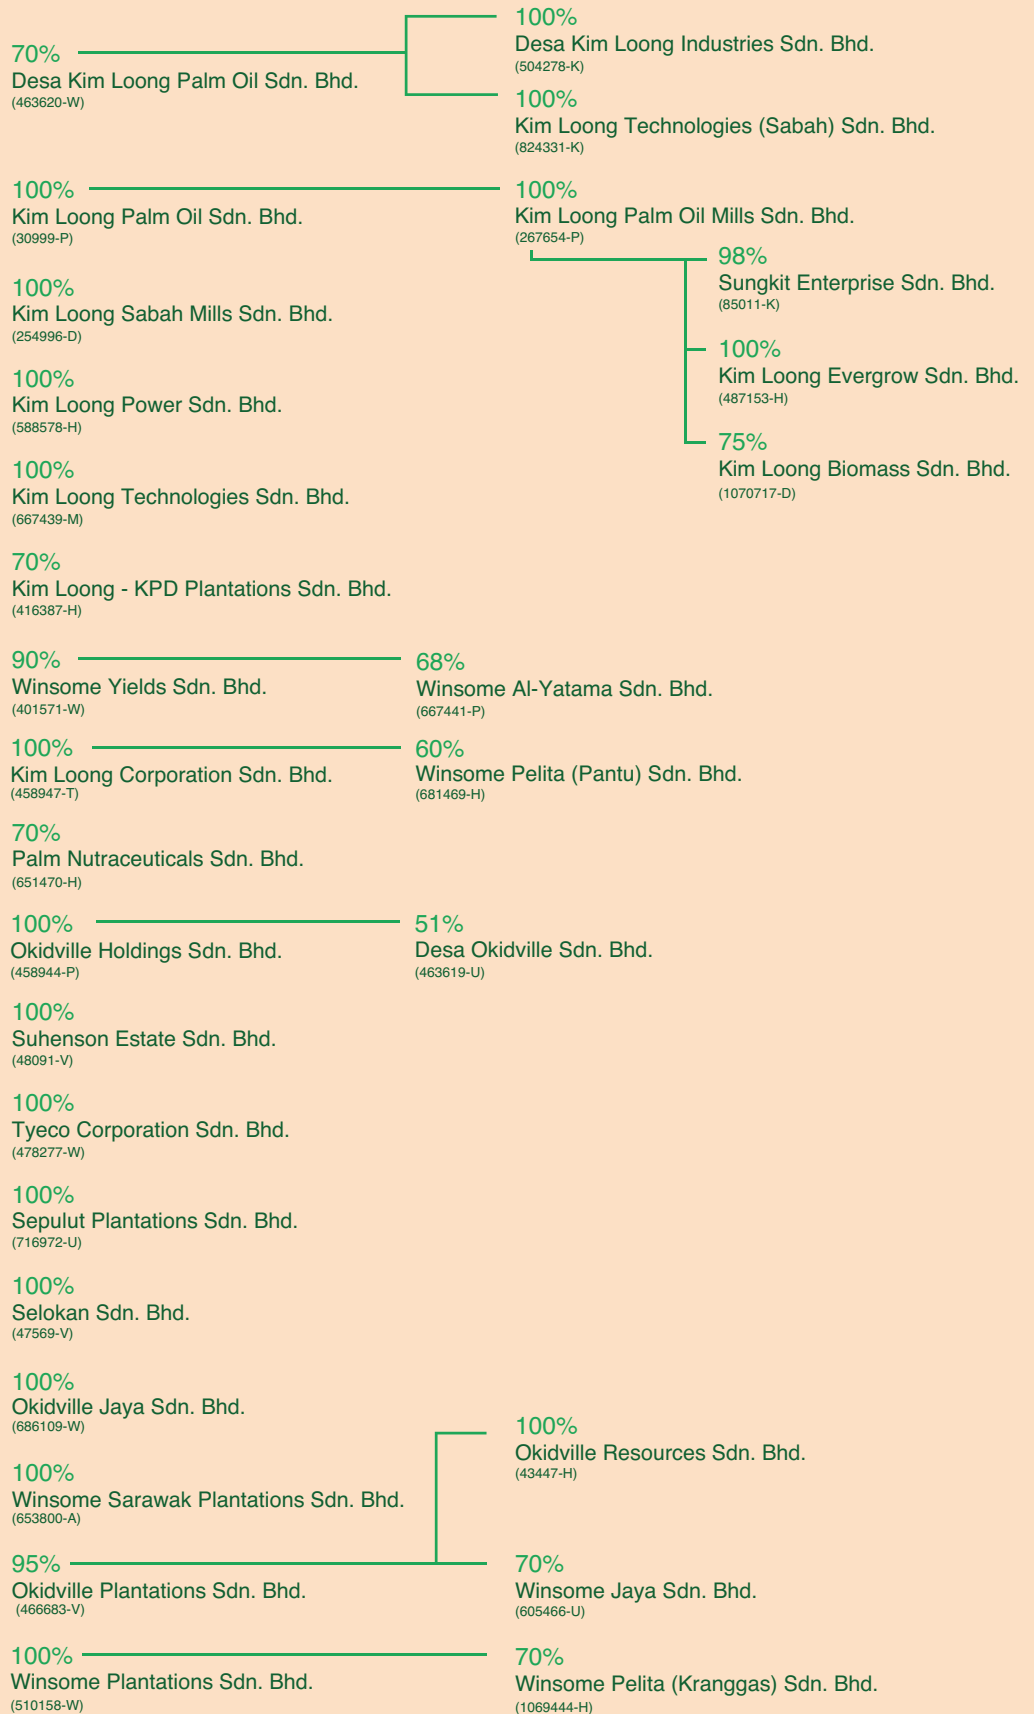 70%
Desa Kim Loong Palm Oil Sdn. Bhd.
(463620-W)
100%
Desa Kim Loong Industries Sdn. Bhd.
(504278-K)
100%
Kim Loong Technologies (Sabah) Sdn. Bhd.
(824331-K)
100%
Kim Loong Palm Oil Sdn. Bhd.
(30999-P)
100%
Kim Loong Palm Oil Mills Sdn. Bhd.
(267654-P)
98%
Sungkit Enterprise Sdn. Bhd.
(85011-K)
100%
Kim Loong Evergrow Sdn. Bhd.
(487153-H)
75%
Kim Loong Biomass Sdn. Bhd.
(1070717-D)
100%
Kim Loong Sabah Mills Sdn. Bhd.
(254996-D)
100%
Kim Loong Power Sdn. Bhd.
(588578-H)
100%
Kim Loong Technologies Sdn. Bhd.
(667439-M)
70%
Kim Loong - KPD Plantations Sdn. Bhd.
(416387-H)
90%
Winsome Yields Sdn. Bhd.
(401571-W)
68%
Winsome Al-Yatama Sdn. Bhd.
(667441-P)
100%
Kim Loong Corporation Sdn. Bhd.
(458947-T)
60%
Winsome Pelita (Pantu) Sdn. Bhd.
(681469-H)
70%
Palm Nutraceuticals Sdn. Bhd.
(651470-H)
100%
Okidville Holdings Sdn. Bhd.
(458944-P)
51%
Desa Okidville Sdn. Bhd.
(463619-U)
100%
Suhenson Estate Sdn. Bhd.
(48091-V)
100%
Tyeco Corporation Sdn. Bhd.
(478277-W)
100%
Sepulut Plantations Sdn. Bhd.
(716972-U)
100%
Selokan Sdn. Bhd.
(47569-V)
100%
Okidville Jaya Sdn. Bhd.
(686109-W)
100%
Winsome Sarawak Plantations Sdn. Bhd.
(653800-A)
95%
Okidville Plantations Sdn. Bhd.
(466683-V)
100%
Okidville Resources Sdn. Bhd.
(43447-H)
70%
Winsome Jaya Sdn. Bhd.
(605466-U)
100%
Winsome Plantations Sdn. Bhd.
(510158-W)
70%
Winsome Pelita (Kranggas) Sdn. Bhd.
(1069444-H)